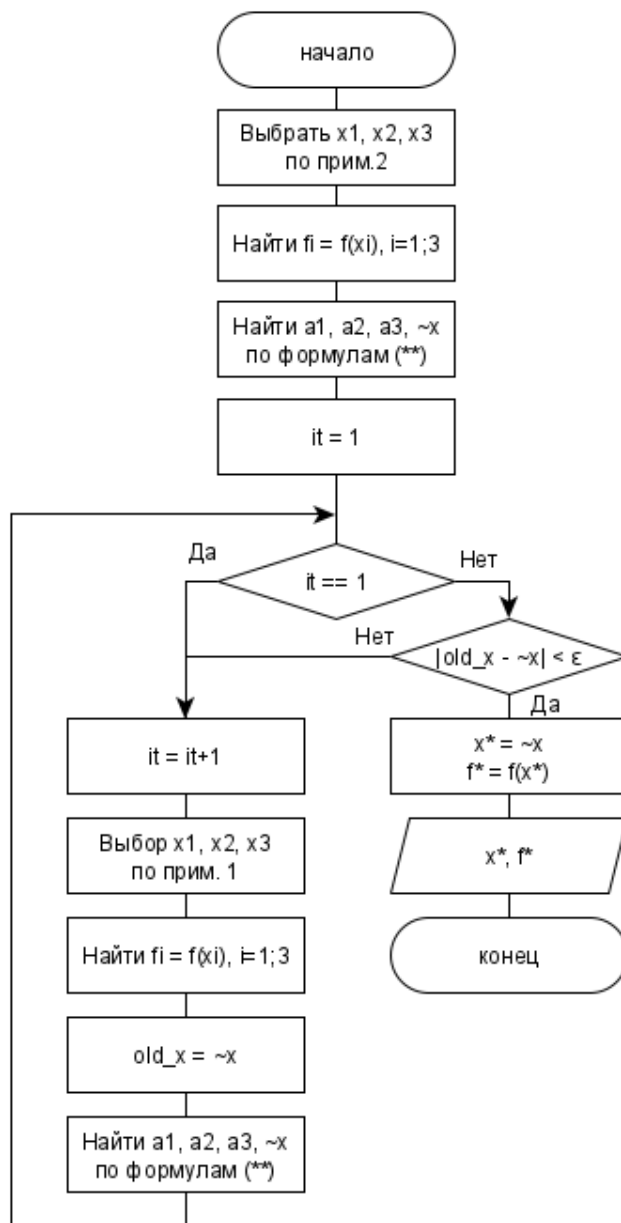 начало
Выбрать x1, x2, x3
по прим.2
Найти fi = f(xi), i=1;3
Найти a1, a2, a3, ~x
по формулам (**)
it = 1
Да
it == 1
Нет
Нет
|old_x - ~x| < ε
Да
it = it+1
x* = ~x
f* = f(x*)
Выбор x1, x2, x3
по прим. 1
x*, f*
Найти fi = f(xi), i=1;3
конец
old_x = ~x
Найти a1, a2, a3, ~x
по формулам (**)